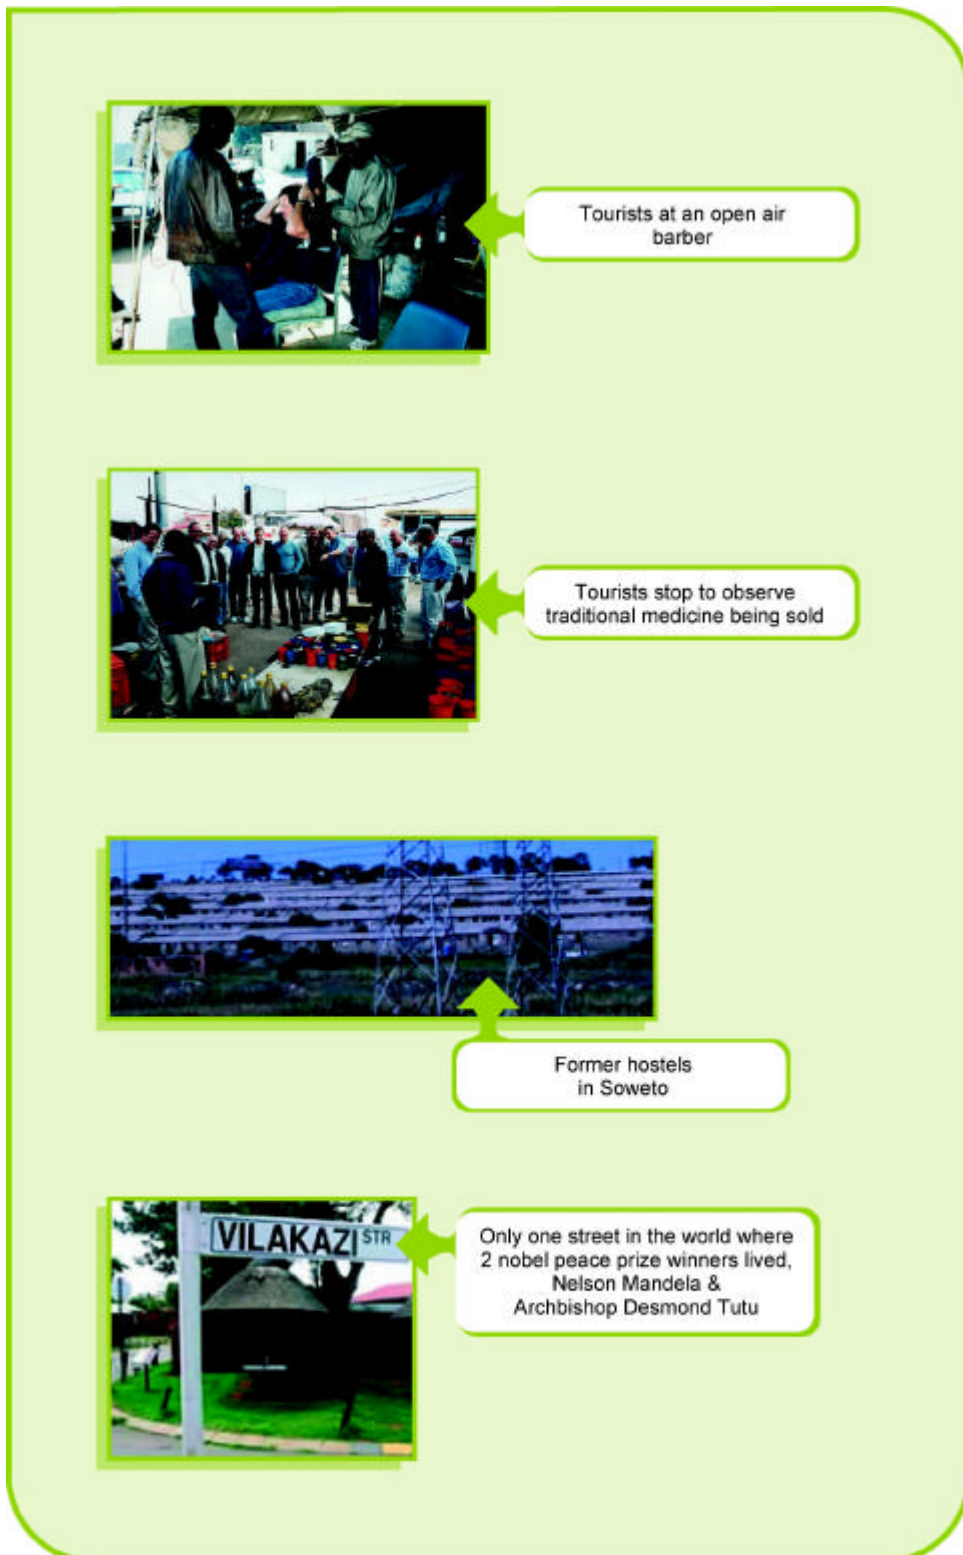 Tourists at an open air
barber
Tourists stop to observe
traditional medicine being sold
Former hostels
in Soweto
VILAKAZI STR
Only one street in the world where
2 nobel peace prize winners lived,
Nelson Mandela &
Archbishop Desmond Tutu